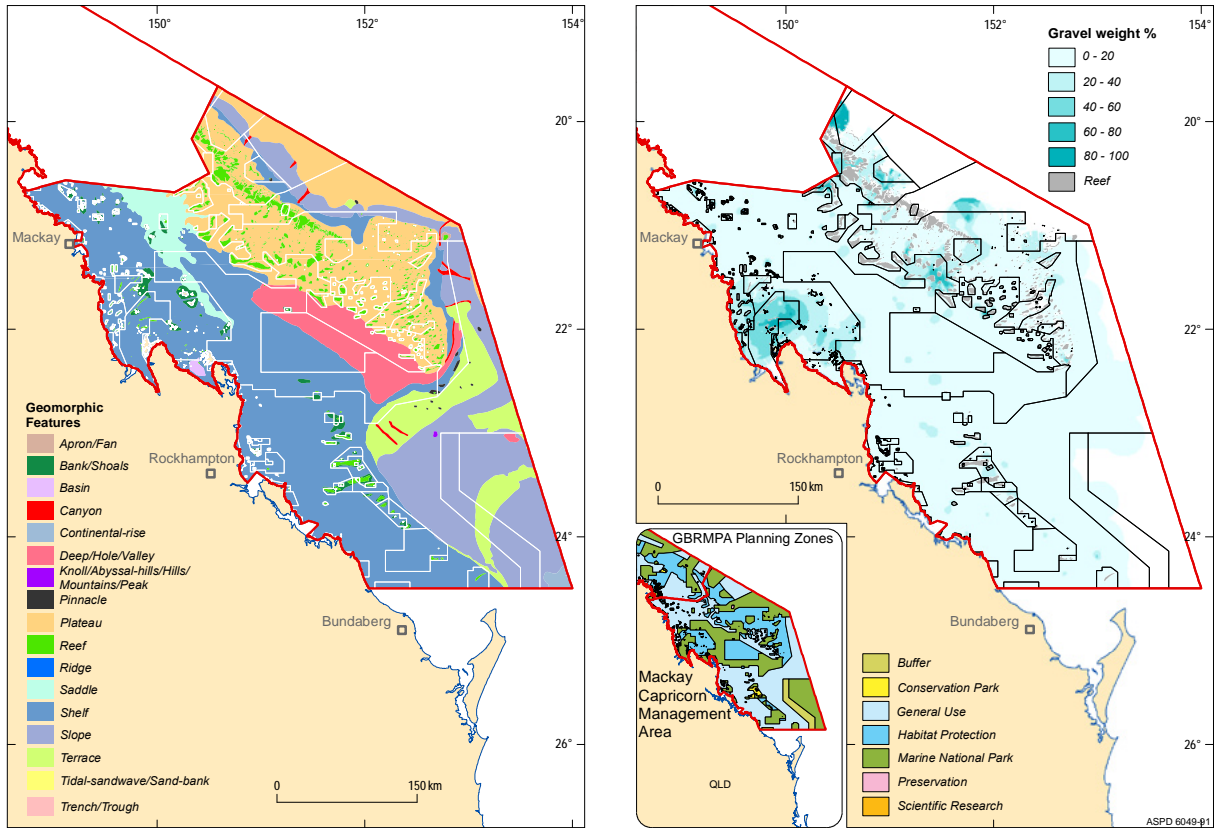 150°
152°
154°
20°
22°
24°
26°
Mackay
Rockhampton
Bundaberg
Geomorphic
Features
Apron/Fan
Bank/Shoals
Basin
Canyon
Continental-rise
Deep/Hole/Valley
Knoll/Abyssal-hills/Hills/
Mountains/Peak
Pinnacle
Plateau
Reef
Ridge
Saddle
Shelf
Slope
Terrace
Tidal-sandwave/Sand-bank
Trench/Trough
0
150 km
150°
152°
154°
20°
22°
24°
26°
Gravel weight %
0 - 20
20 - 40
40 - 60
60 - 80
80 - 100
Reef
Mackay
Rockhampton
0
150 km
Bundaberg
GBRMPA Planning Zones
Mackay
Capricorn
Management
Area
QLD
Buffer
Conservation Park
General Use
Habitat Protection
Marine National Park
Preservation
Scientific Research
ASPD 6049-01